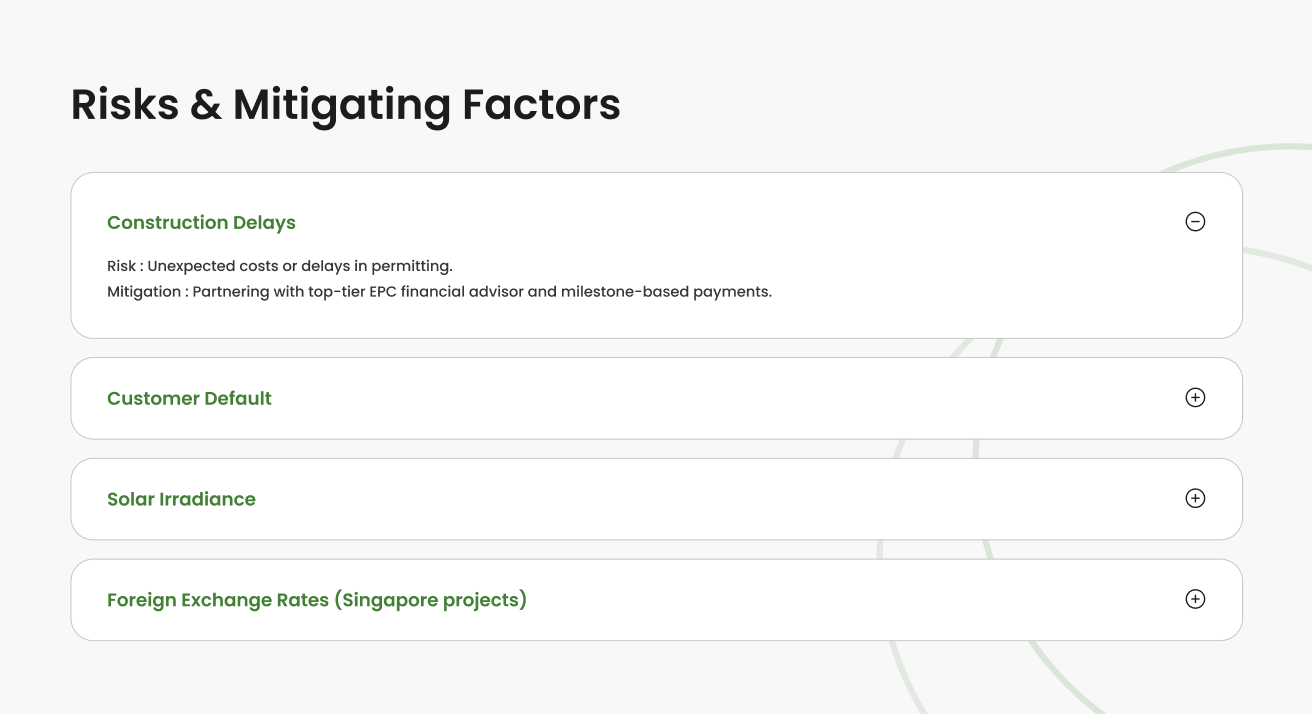 Risks & Mitigating Factors
Construction Delays
Risk : Unexpected costs or delays in permitting.
Mitigation : Partnering with top-tier EPC financial advisor and milestone-based payments.
Customer Default
Solar Irradiance
Foreign Exchange Rates (Singapore projects)